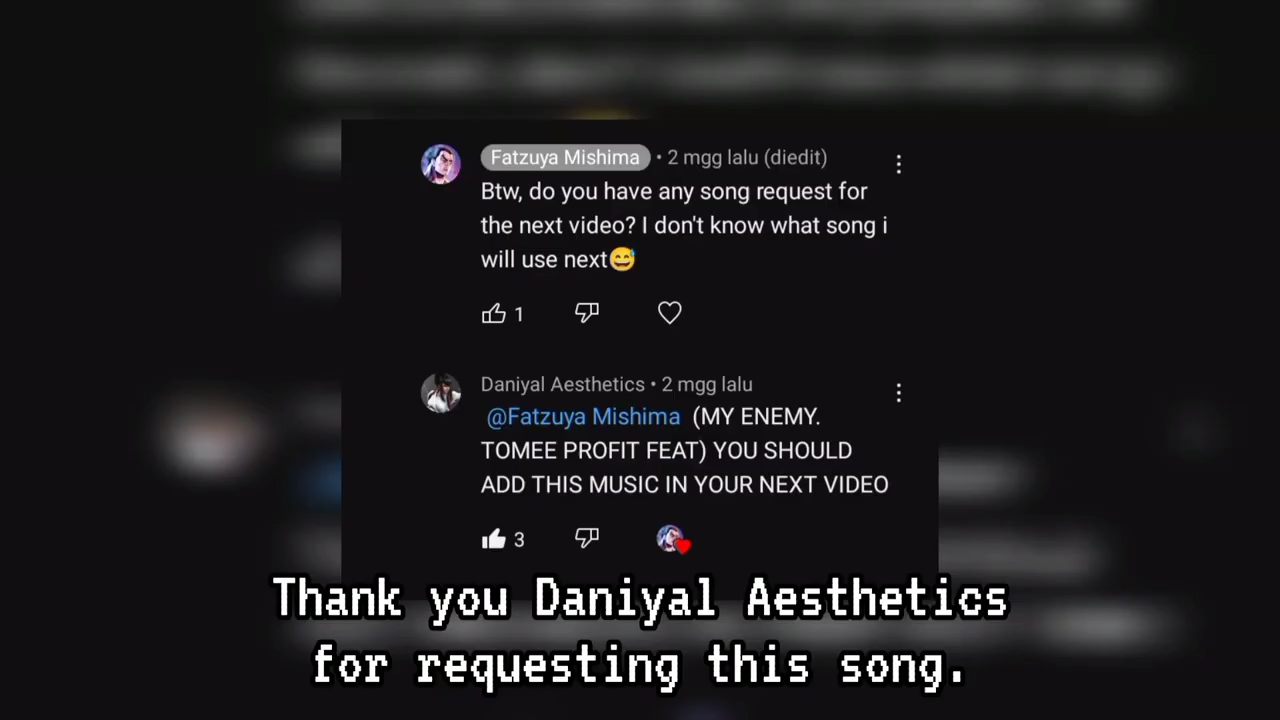 Fatzuya Mishima • 2 mgg lalu (diedit)
Btw, do you have any song request for
the next video? I don't know what song i
will use next😅
1
Daniyal Aesthetics • 2 mgg lalu
@Fatzuya Mishima (MY ENEMY.
TOMEE PROFIT FEAT) YOU SHOULD
ADD THIS MUSIC IN YOUR NEXT VIDEO
3
Thank you Daniyal Aesthetics
for requesting this song.